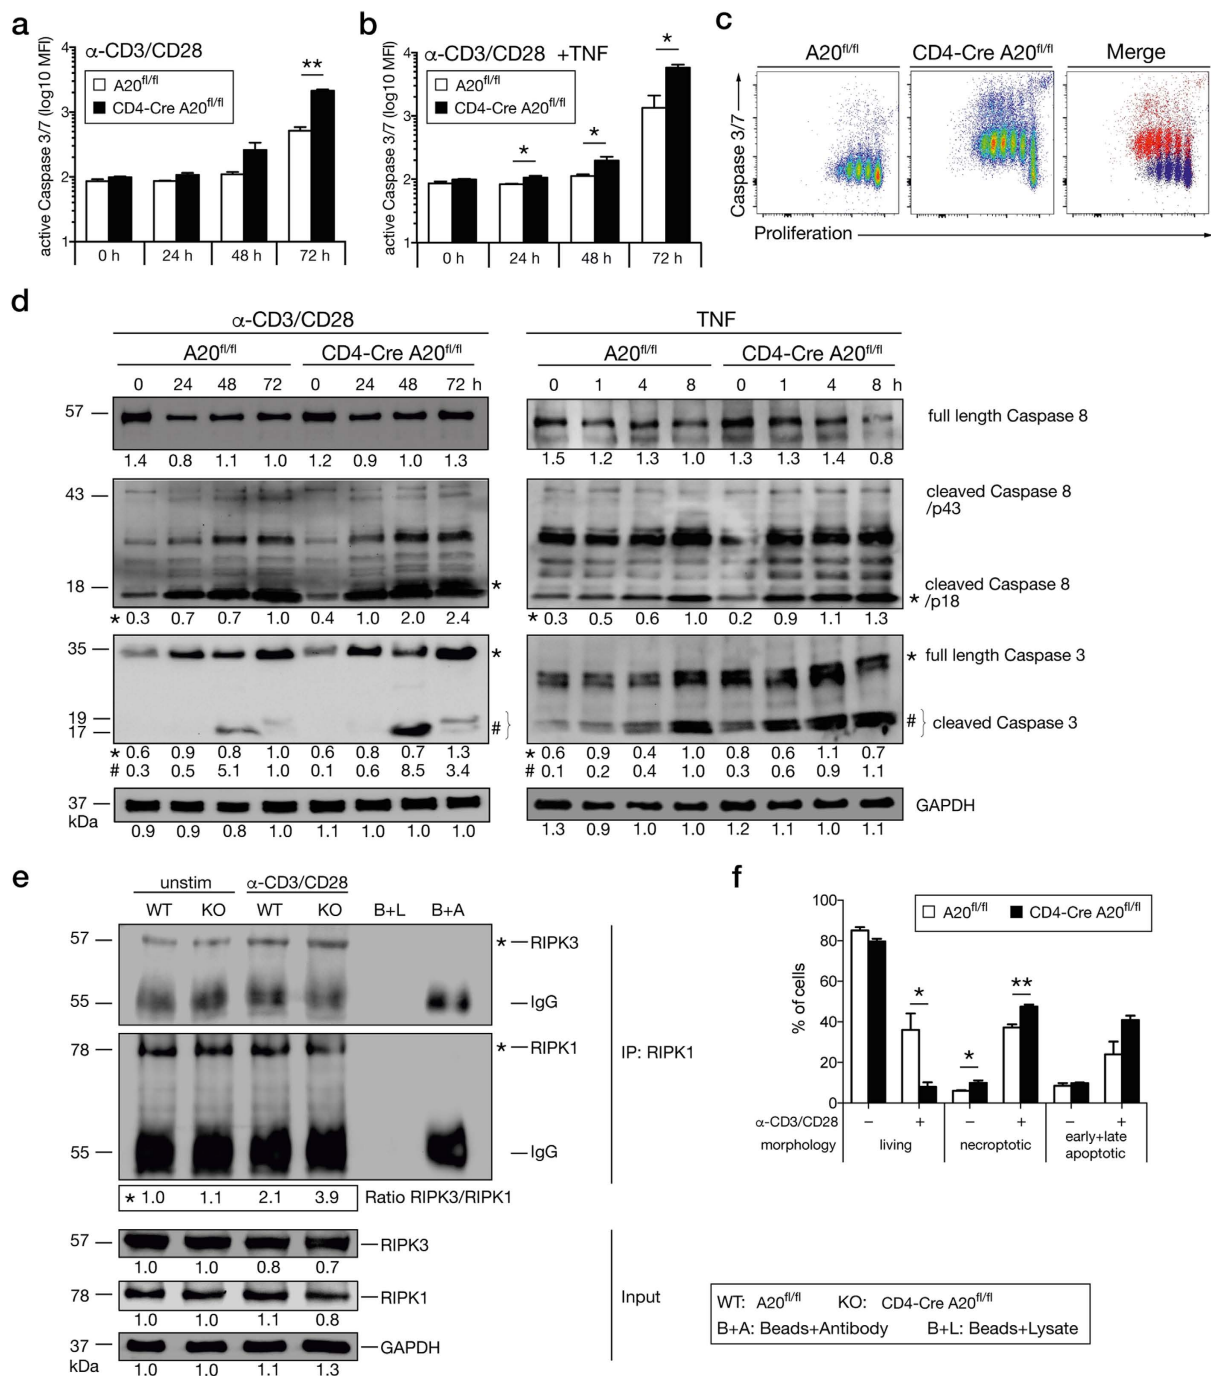 a
α-CD3/CD28
A20fl/fl
CD4-Cre A20fl/fl
active Caspase 3/7 (log10 MFI)
4
3
2
1
**
0 h 24 h 48 h 72 h
b
α-CD3/CD28 +TNF
A20fl/fl
CD4-Cre A20fl/fl
active Caspase 3/7 (log10 MFI)
4
3
2
1
* * *
0 h 24 h 48 h 72 h
c
A20fl/fl CD4-Cre A20fl/fl Merge
Caspase 3/7
Proliferation
d
α-CD3/CD28
A20fl/fl CD4-Cre A20fl/fl
0 24 48 72 0 24 48 72 h
57
1.4 0.8 1.1 1.0 1.2 0.9 1.0 1.3
43
18 *
* 0.3 0.7 0.7 1.0 0.4 1.0 2.0 2.4
35 *
19
17 #}
* 0.6 0.9 0.8 1.0 0.6 0.8 0.7 1.3
# 0.3 0.5 5.1 1.0 0.1 0.6 8.5 3.4
37
kDa
0.9 0.9 0.8 1.0 1.1 1.0 1.0 1.0
TNF
A20fl/fl CD4-Cre A20fl/fl
0 1 4 8 0 1 4 8 h
full length Caspase 8
1.5 1.2 1.3 1.0 1.3 1.3 1.4 0.8
cleaved Caspase 8
/p43
cleaved Caspase 8
* /p18
* 0.3 0.5 0.6 1.0 0.2 0.9 1.1 1.3
* full length Caspase 3
#} cleaved Caspase 3
* 0.6 0.9 0.4 1.0 0.8 0.6 1.1 0.7
# 0.1 0.2 0.4 1.0 0.3 0.6 0.9 1.1
GAPDH
1.3 0.9 1.0 1.0 1.2 1.1 1.0 1.1
e
unstim α-CD3/CD28
WT KO WT KO B+L B+A
57 * RIPK3
55 IgG
78 * RIPK1
55 IgG
IP: RIPK1
* 1.0 1.1 2.1 3.9 Ratio RIPK3/RIPK1
57 RIPK3
1.0 1.0 0.8 0.7
78 RIPK1
1.0 1.0 1.1 0.8
Input
37 GAPDH
kDa
1.0 1.0 1.1 1.3
f
A20fl/fl CD4-Cre A20fl/fl
% of cells
100
80
60
40
20
0
* * **
α-CD3/CD28 − + − + − +
morphology living necroptotic early+late
apoptotic
WT: A20fl/fl KO: CD4-Cre A20fl/fl
B+A: Beads+Antibody B+L: Beads+Lysate